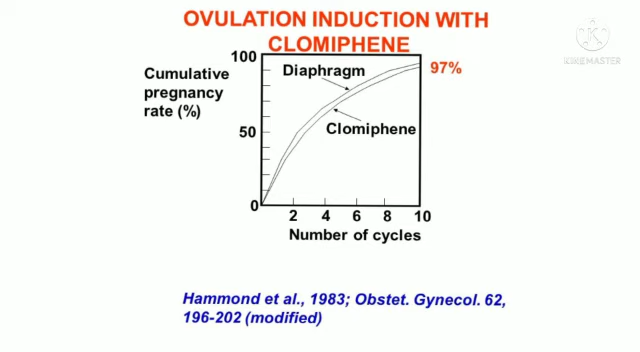 OVULATION INDUCTION WITH
CLOMIPHENE
Cumulative
pregnancy
rate (%)
100
50
0
Diaphragm
Clomiphene
97%
2 4 6 8 10
Number of cycles
Hammond et al., 1983; Obstet. Gynecol. 62,
196-202 (modified)
K
KINEMASTER